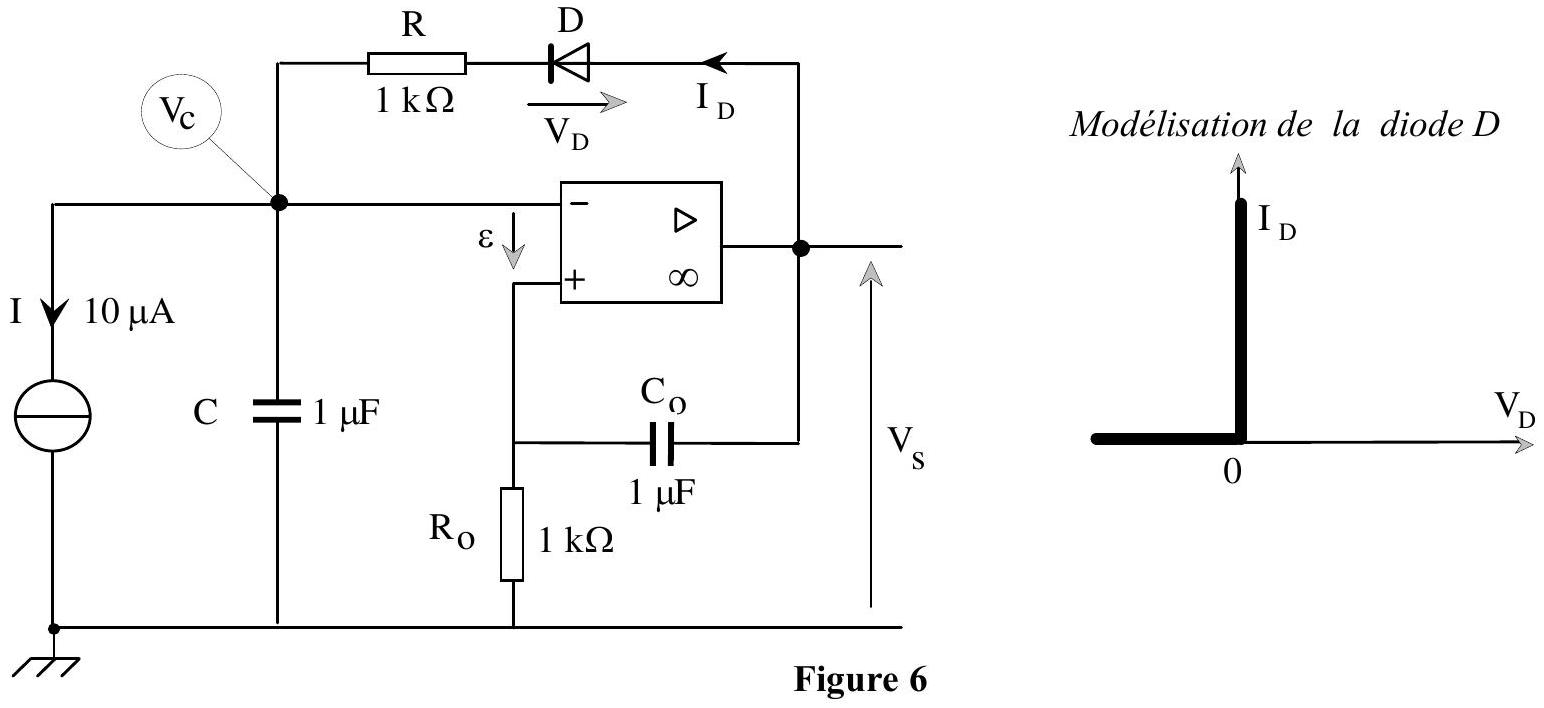 R
D
1 kΩ
V_D
I_D
V_c
Modélisation de la diode D
I_D
−
ε
+
∞
I
10 µA
C
1 µF
C_o
1 µF
V_s
V_D
0
R_O
1 kΩ
Figure 6